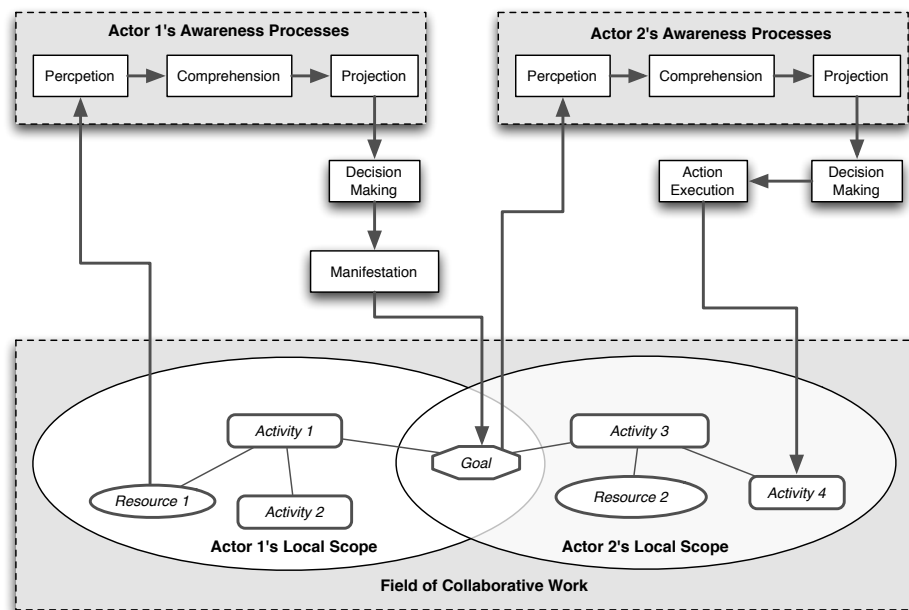 Actor 1's Awareness Processes
Percpetion
Comprehension
Projection
Decision
Making
Manifestation
Actor 2's Awareness Processes
Percpetion
Comprehension
Projection
Action
Execution
Decision
Making
Activity 1
Resource 1
Activity 2
Actor 1's Local Scope
Goal
Activity 3
Resource 2
Activity 4
Actor 2's Local Scope
Field of Collaborative Work